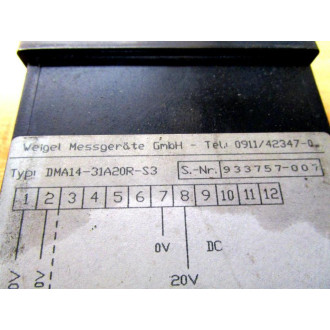 Weigel Messgeräte GmbH - Tel. 0911/42347-0
Typ: DMA14-31A20R-S3 S.-Nr. 933757-007
1 2 3 4 5 6 7 8 9 10 11 12
0V DC
20V